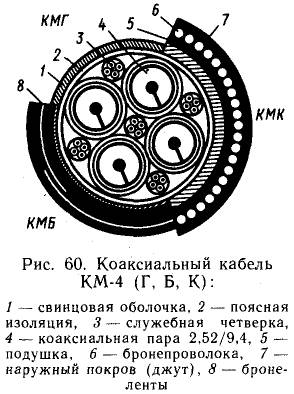 КМГ
5
6
7
4
3
2
1
8
КМК
КМБ
Рис. 60. Коаксиальный кабель
КМ-4 (Г, Б, К):
1 — свинцовая оболочка, 2 — поясная
изоляция, 3 — служебная четверка,
4 — коаксиальная пара 2,52/9,4, 5 —
подушка, 6 — бронепроволока, 7 —
наружный покров (джут), 8 — броне-
ленты